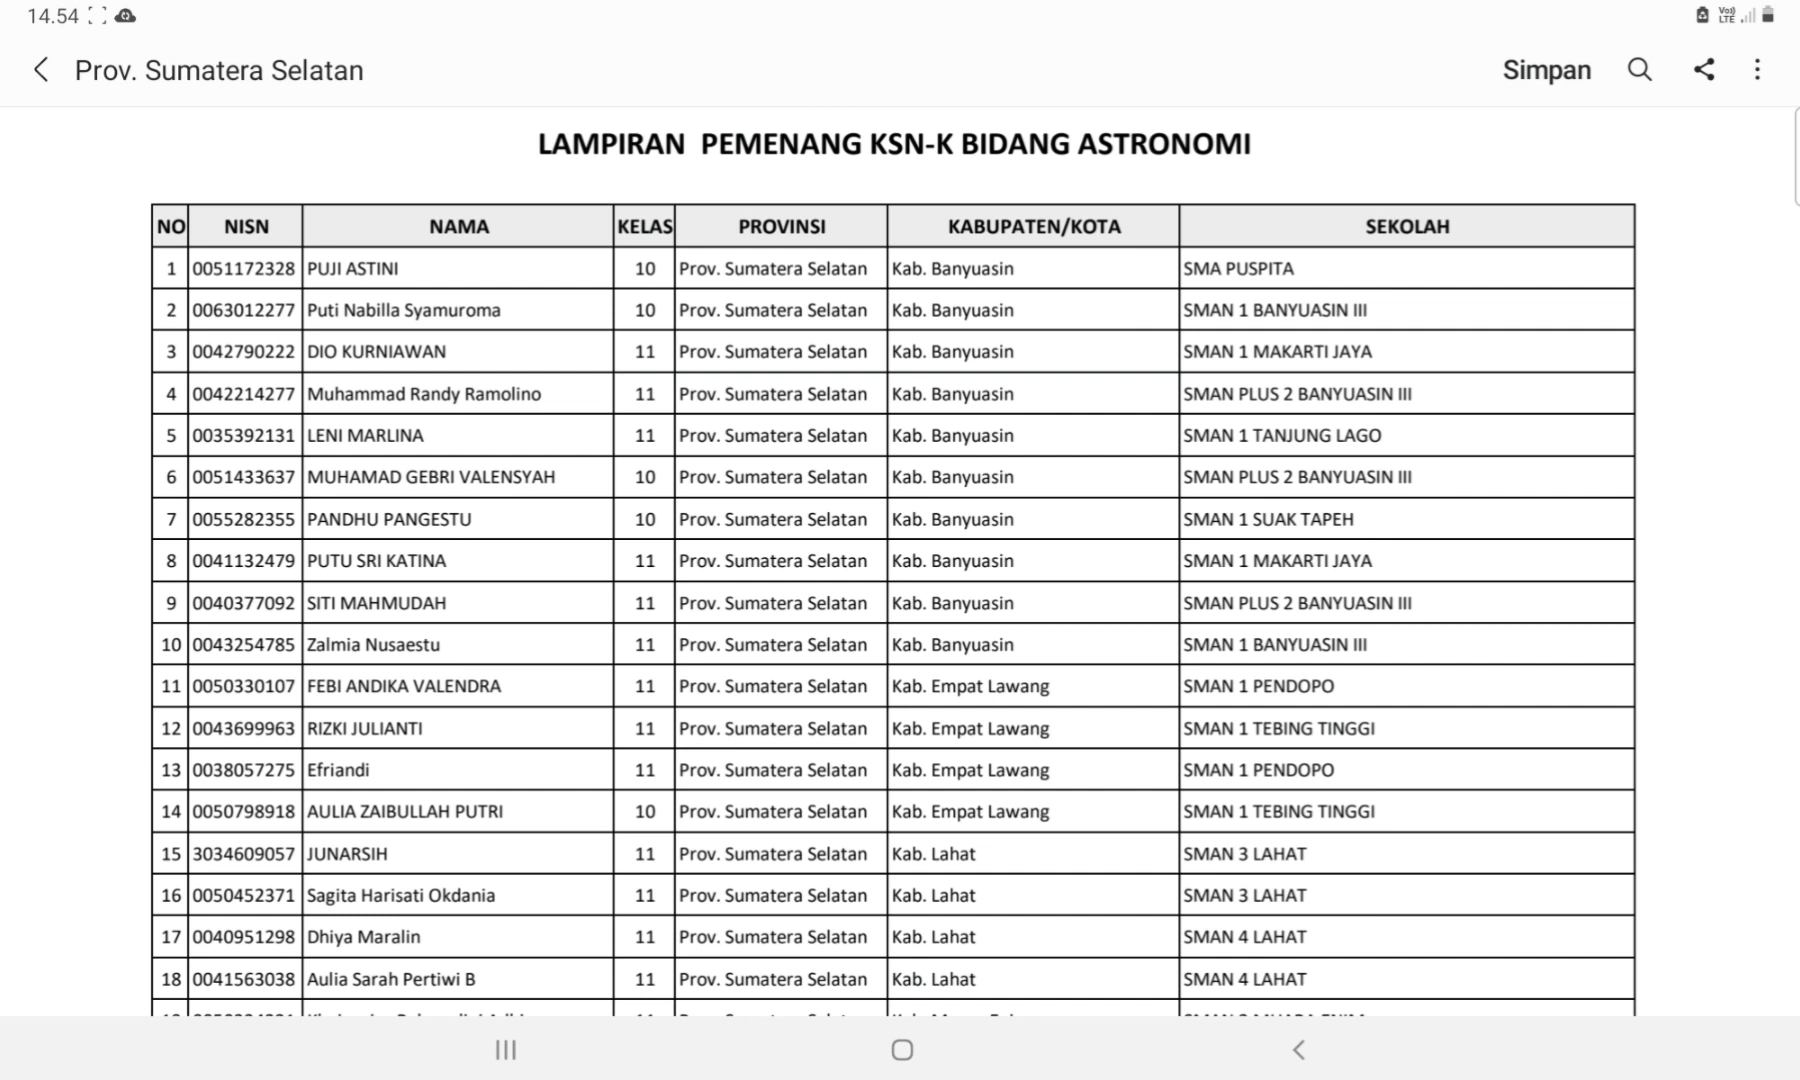 14.54
Vo)) LTE
Prov. Sumatera Selatan Simpan
LAMPIRAN PEMENANG KSN-K BIDANG ASTRONOMI
NO NISN NAMA KELAS PROVINSI KABUPATEN/KOTA SEKOLAH
1 0051172328 PUJI ASTINI 10 Prov. Sumatera Selatan Kab. Banyuasin SMA PUSPITA
2 0063012277 Puti Nabilla Syamuroma 10 Prov. Sumatera Selatan Kab. Banyuasin SMAN 1 BANYUASIN III
3 0042790222 DIO KURNIAWAN 11 Prov. Sumatera Selatan Kab. Banyuasin SMAN 1 MAKARTI JAYA
4 0042214277 Muhammad Randy Ramolino 11 Prov. Sumatera Selatan Kab. Banyuasin SMAN PLUS 2 BANYUASIN III
5 0035392131 LENI MARLINA 11 Prov. Sumatera Selatan Kab. Banyuasin SMAN 1 TANJUNG LAGO
6 0051433637 MUHAMAD GEBRI VALENSYAH 10 Prov. Sumatera Selatan Kab. Banyuasin SMAN PLUS 2 BANYUASIN III
7 0055282355 PANDHU PANGESTU 10 Prov. Sumatera Selatan Kab. Banyuasin SMAN 1 SUAK TAPEH
8 0041132479 PUTU SRI KATINA 11 Prov. Sumatera Selatan Kab. Banyuasin SMAN 1 MAKARTI JAYA
9 0040377092 SITI MAHMUDAH 11 Prov. Sumatera Selatan Kab. Banyuasin SMAN PLUS 2 BANYUASIN III
10 0043254785 Zalmia Nusaestu 11 Prov. Sumatera Selatan Kab. Banyuasin SMAN 1 BANYUASIN III
11 0050330107 FEBI ANDIKA VALENDRA 11 Prov. Sumatera Selatan Kab. Empat Lawang SMAN 1 PENDOPO
12 0043699963 RIZKI JULIANTI 11 Prov. Sumatera Selatan Kab. Empat Lawang SMAN 1 TEBING TINGGI
13 0038057275 Efriandi 11 Prov. Sumatera Selatan Kab. Empat Lawang SMAN 1 PENDOPO
14 0050798918 AULIA ZAIBULLAH PUTRI 10 Prov. Sumatera Selatan Kab. Empat Lawang SMAN 1 TEBING TINGGI
15 3034609057 JUNARSIH 11 Prov. Sumatera Selatan Kab. Lahat SMAN 3 LAHAT
16 0050452371 Sagita Harisati Okdania 11 Prov. Sumatera Selatan Kab. Lahat SMAN 3 LAHAT
17 0040951298 Dhiya Maralin 11 Prov. Sumatera Selatan Kab. Lahat SMAN 4 LAHAT
18 0041563038 Aulia Sarah Pertiwi B 11 Prov. Sumatera Selatan Kab. Lahat SMAN 4 LAHAT